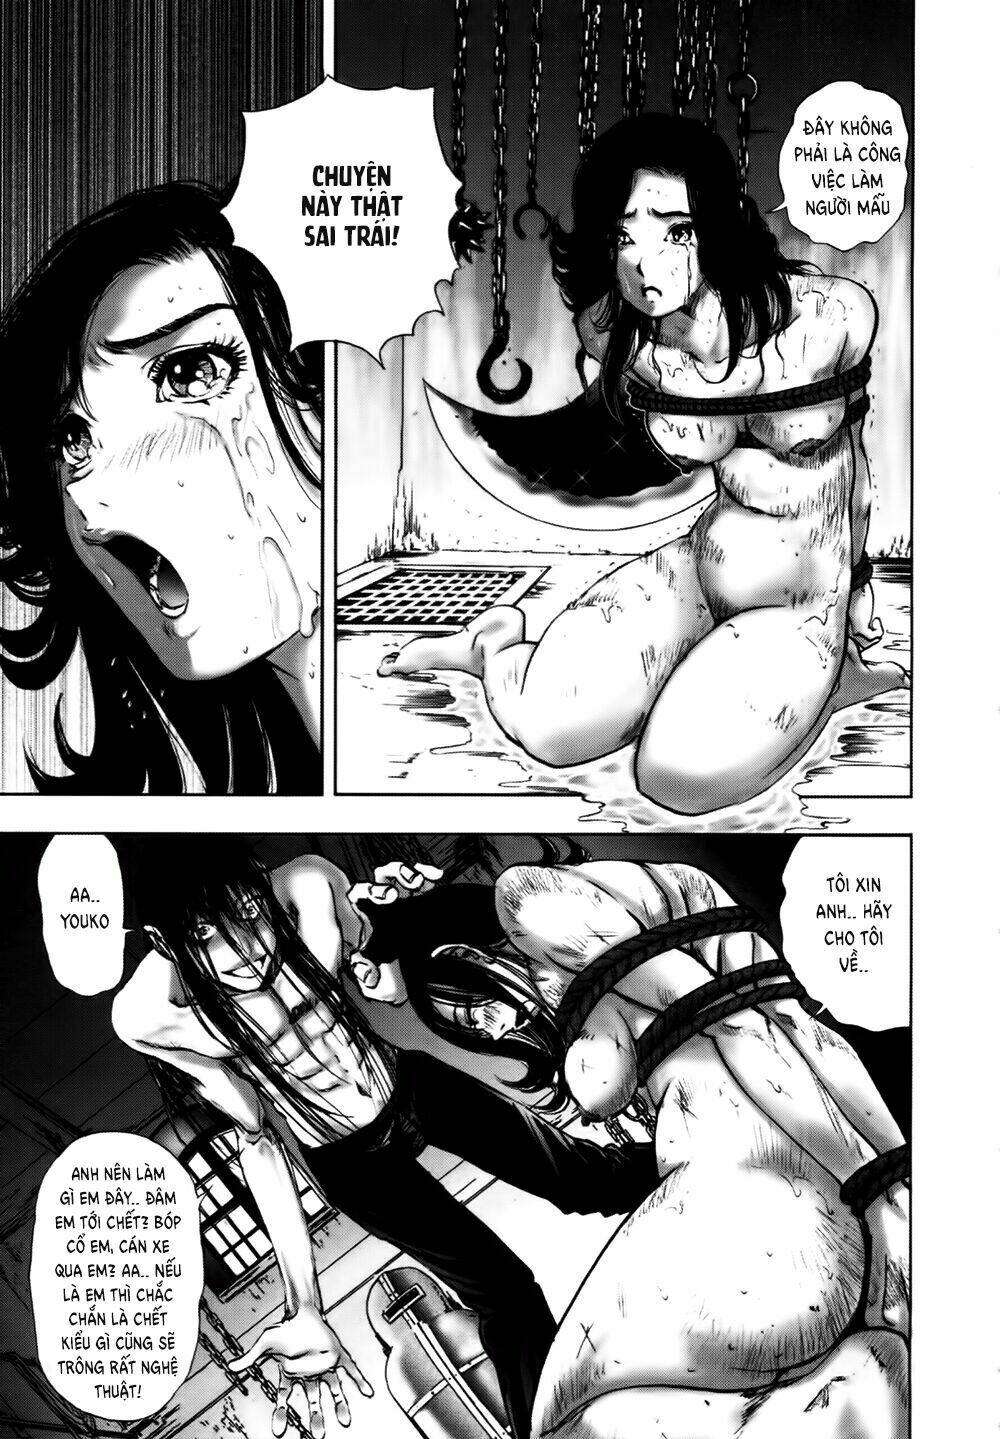 ĐÂY KHÔNG
PHẢI LÀ CÔNG
VIỆC LÀM
NGƯỜI MẪU
CHUYỆN
NÀY THẬT
SAI TRÁI!
TÔI XIN
ANH.. HÃY
CHO TÔI
VỀ..
AA..
YOUKO
ANH NÊN LÀM
GÌ EM ĐÂY.. ĐÂM
EM TỚI CHẾT? BÓP
CỔ EM, CÁN XE
QUA EM? AA.. NẾU
LÀ EM THÌ CHẮC
CHẮN LÀ CHẾT
KIỂU GÌ CŨNG SẼ
TRÔNG RẤT NGHỆ
THUẬT!